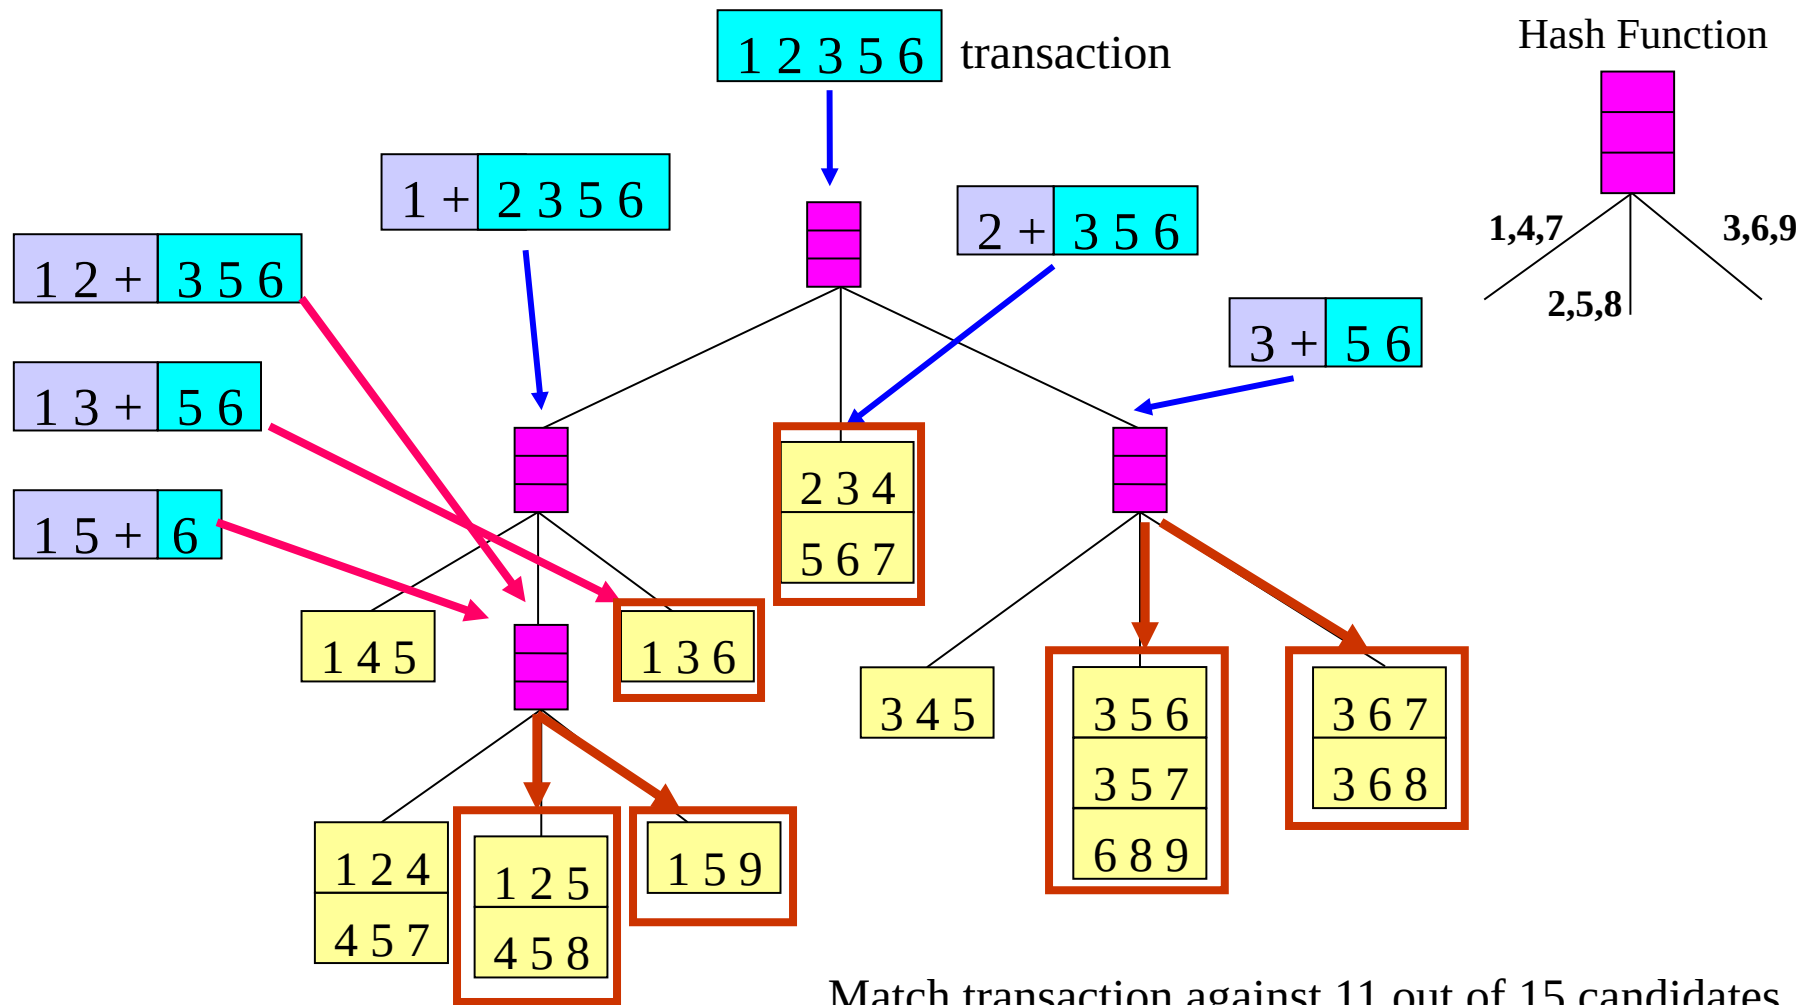 1 2 3 5 6 transaction
Hash Function
1 + 2 3 5 6
2 + 3 5 6
1,4,7
3,6,9
2,5,8
1 2 + 3 5 6
3 + 5 6
1 3 + 5 6
1 5 + 6
2 3 4
5 6 7
1 4 5
1 3 6
3 4 5
3 5 6
3 5 7
6 8 9
3 6 7
3 6 8
1 2 4
4 5 7
1 2 5
4 5 8
1 5 9
Match transaction against 11 out of 15 candidates